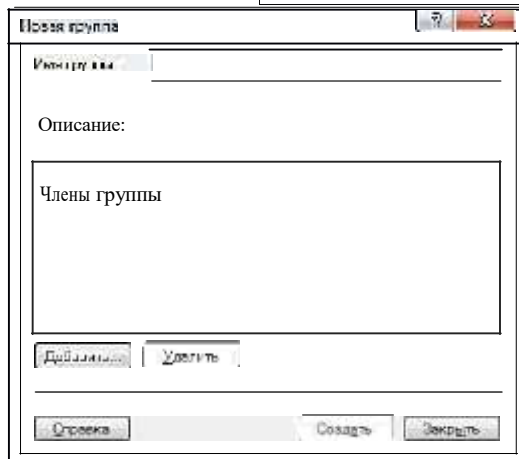 Новая группа
Имя группы
Описание:
Члены группы
Добавить... Удалить
Справка Создать Закрыть